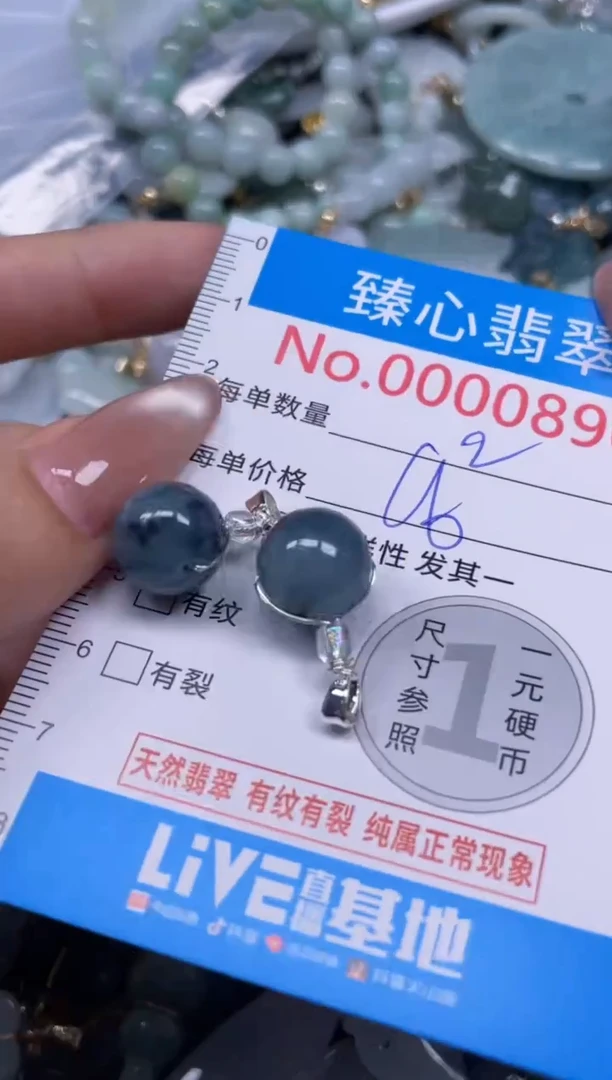 0
臻心翡翠
1
No.000089
2
每单数量
每单价格
样性 发其一
有纹
6 有裂
尺寸参照 1 一元硬币
7
天然翡翠 有纹有裂 纯属正常现象
LIVE直播基地
抖音